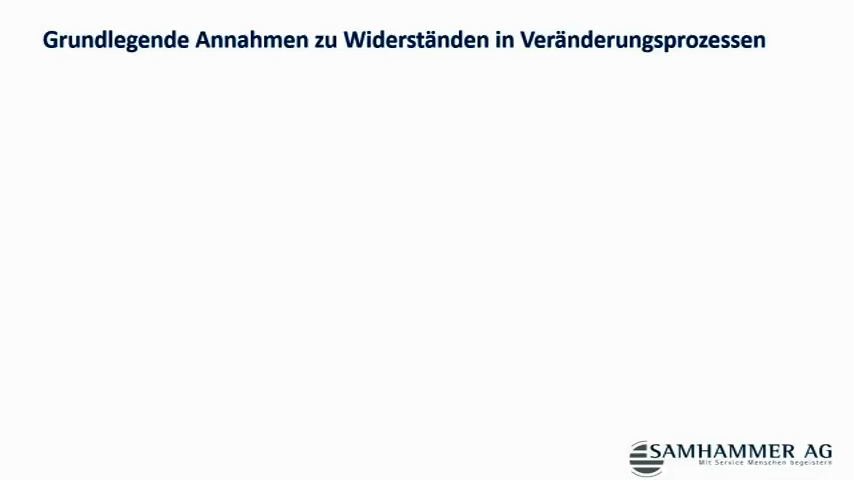 Grundlegende Annahmen zu Widerständen in Veränderungsprozessen
SAMHAMMER AG
Mit Service Menschen begeistern